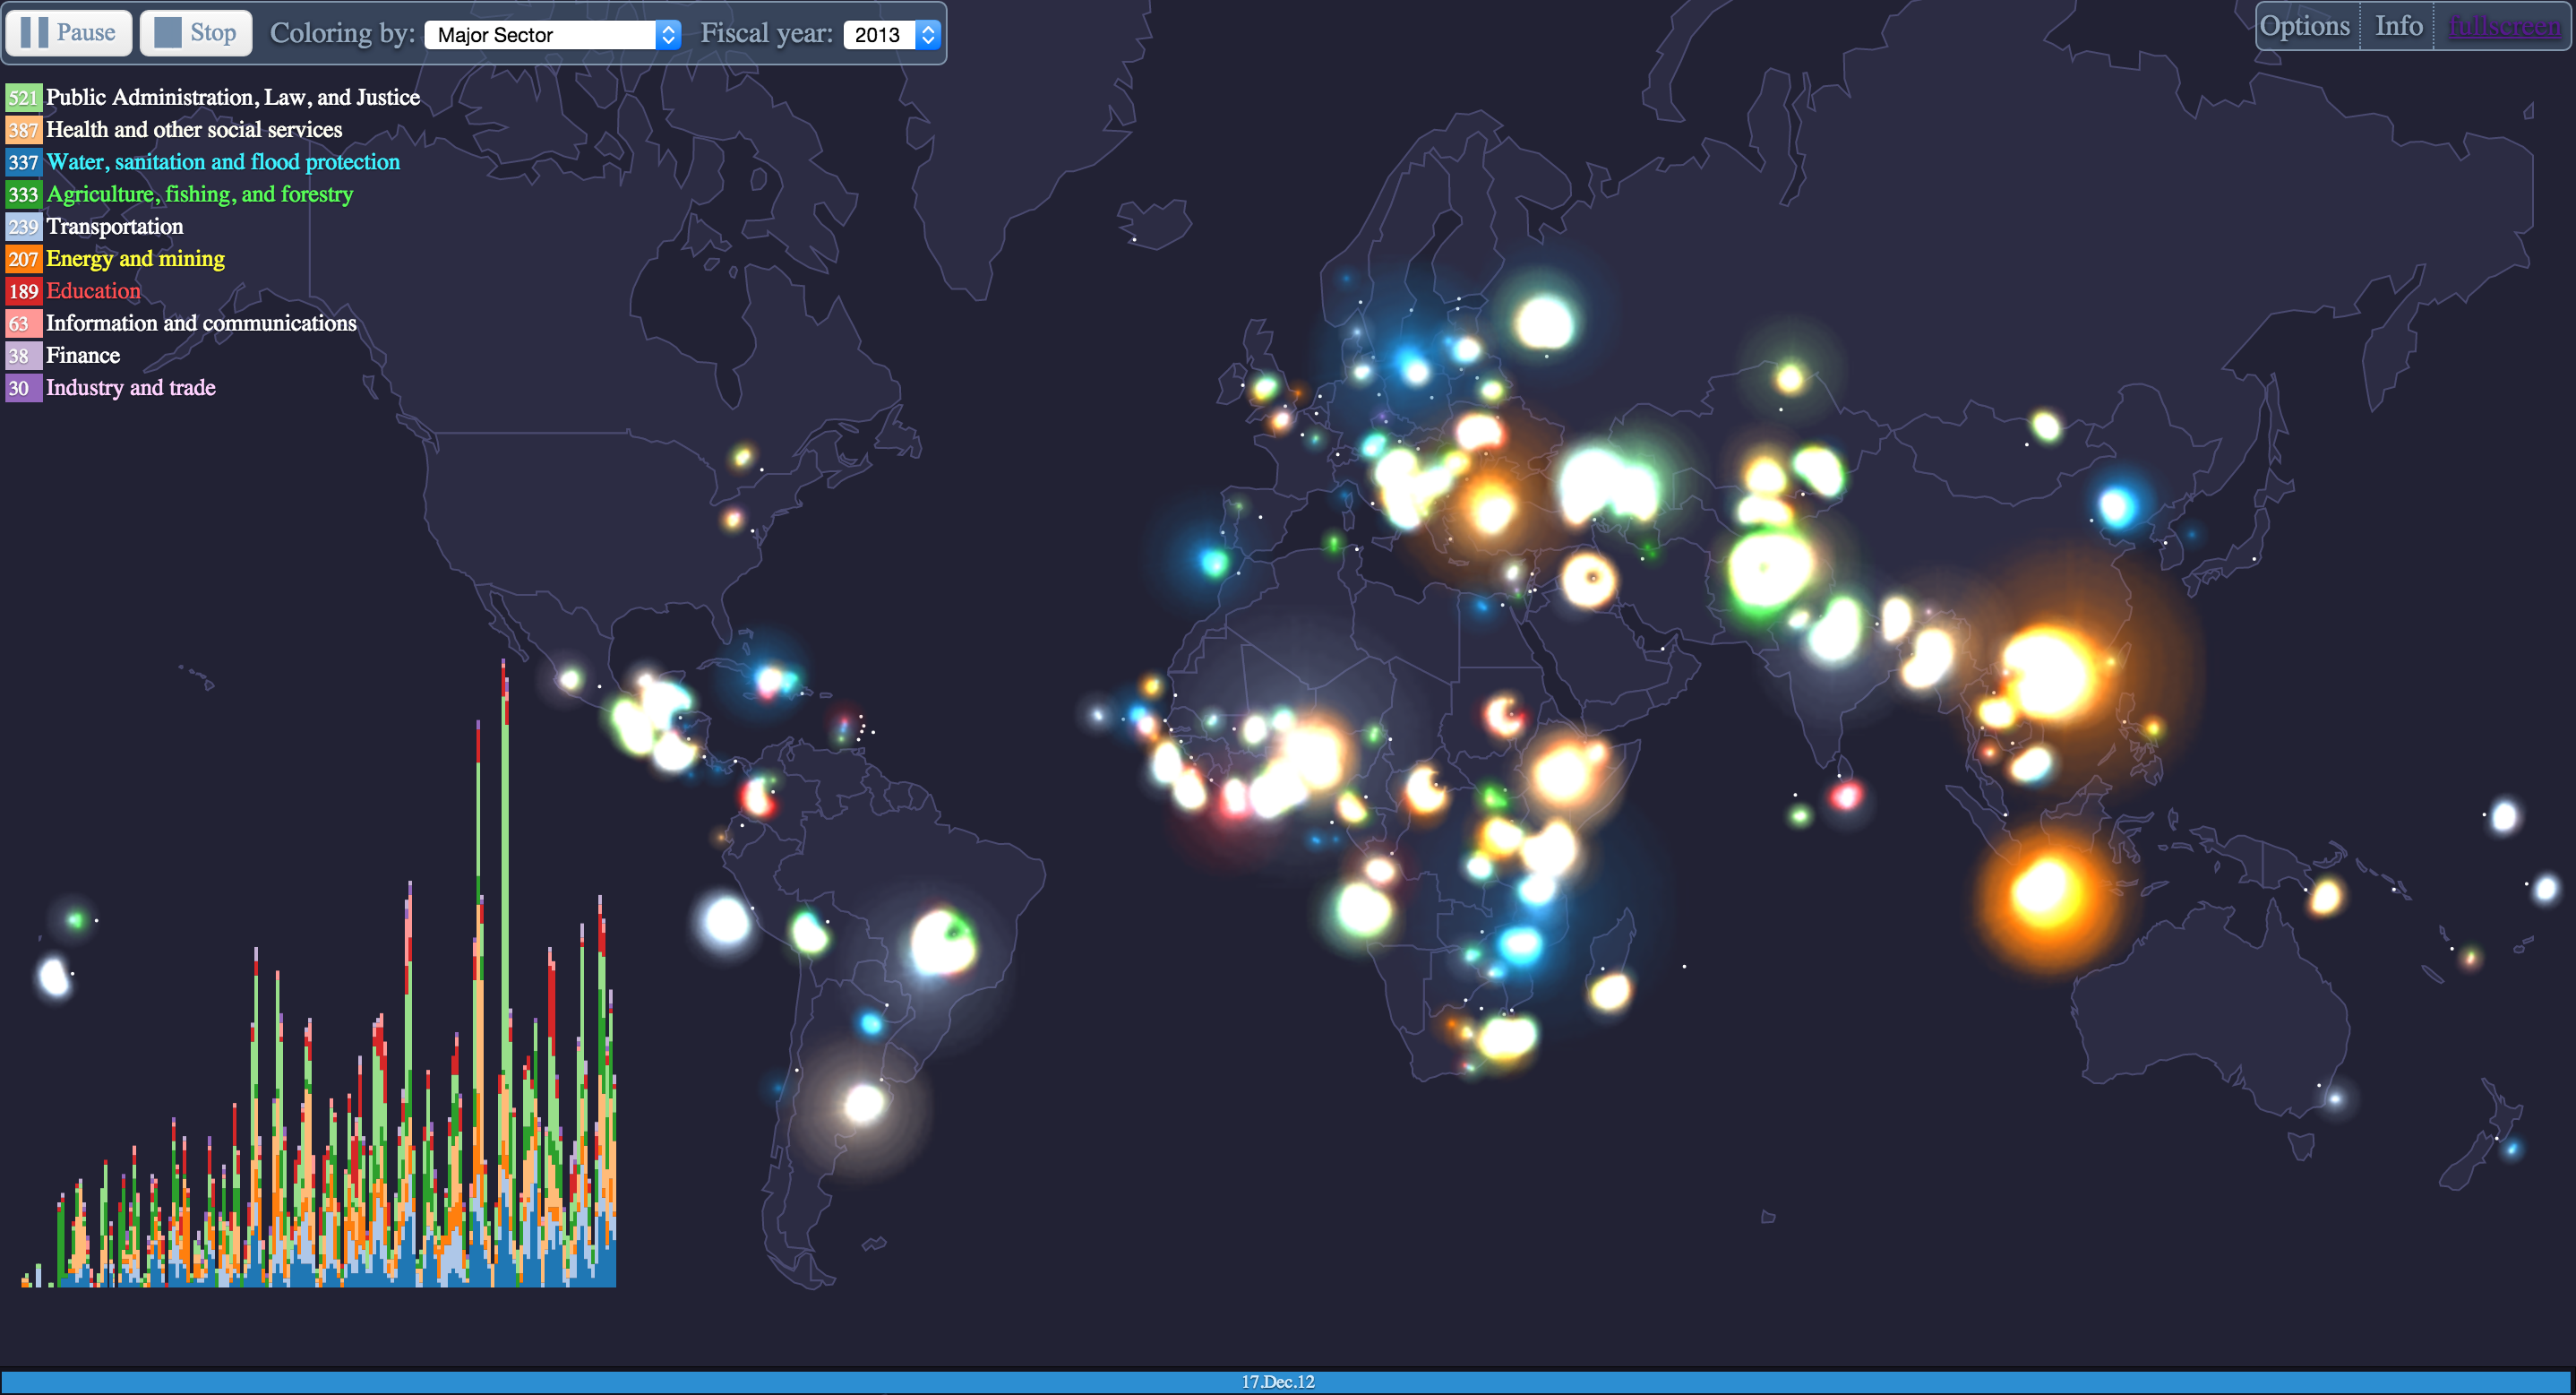 Pause Stop Coloring by: Major Sector Fiscal year: 2013 Options Info fullscreen
521 Public Administration, Law, and Justice
387 Health and other social services
337 Water, sanitation and flood protection
333 Agriculture, fishing, and forestry
239 Transportation
207 Energy and mining
189 Education
63 Information and communications
38 Finance
30 Industry and trade
17.Dec.12